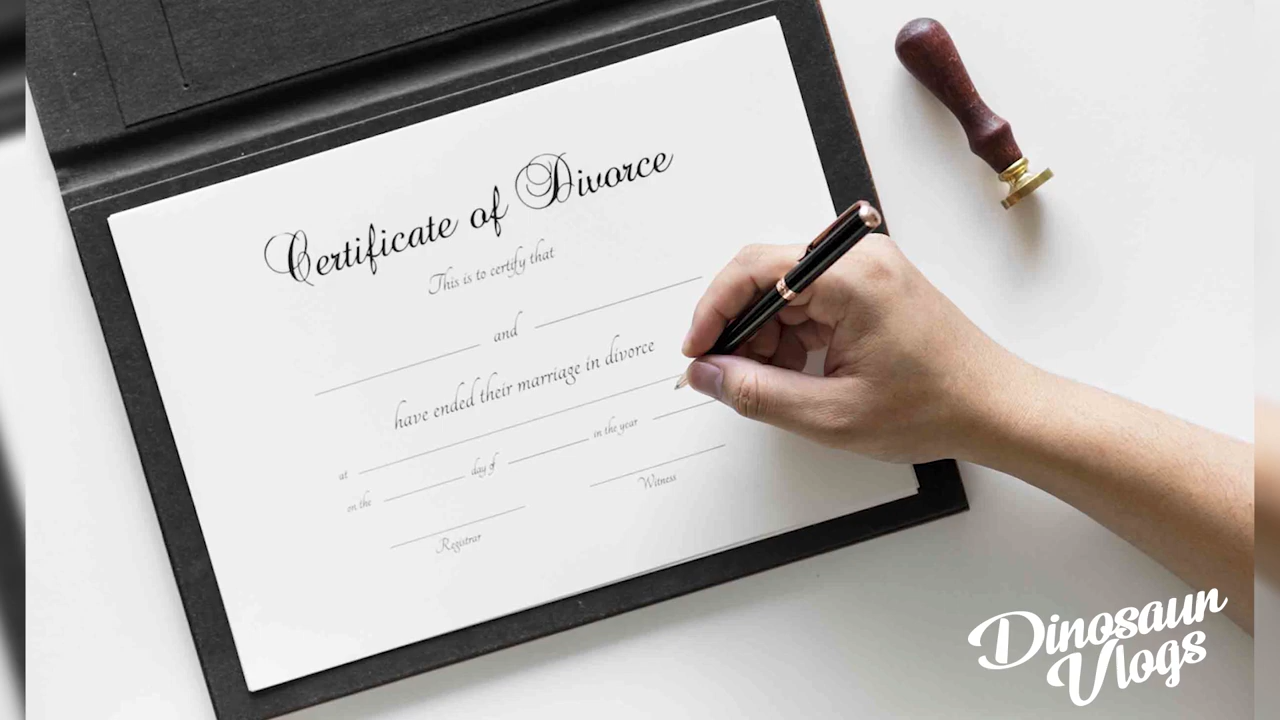 Certificate of Divorce
This is to certify that
and
have ended their marriage in divorce
at
on the day of in the year
Registrar
Witness
Dinosaur
Vlogs